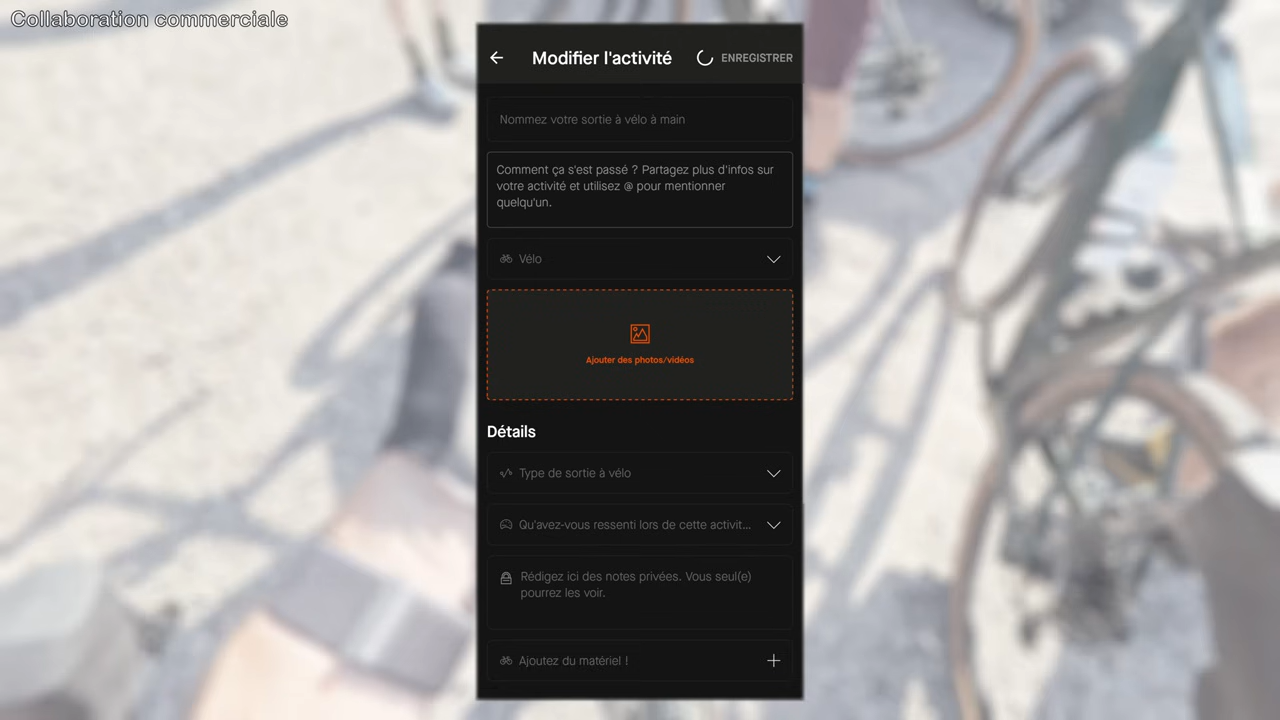 Collaboration commerciale
Modifier l'activité
ENREGISTRER
Nommez votre sortie à vélo à main
Comment ça s'est passé ? Partagez plus d'infos sur
votre activité et utilisez @ pour mentionner
quelqu'un.
Vélo
Ajouter des photos/vidéos
Détails
Type de sortie à vélo
Qu'avez-vous ressenti lors de cette activit...
Rédigez ici des notes privées. Vous seul(e)
pourrez les voir.
Ajoutez du matériel !